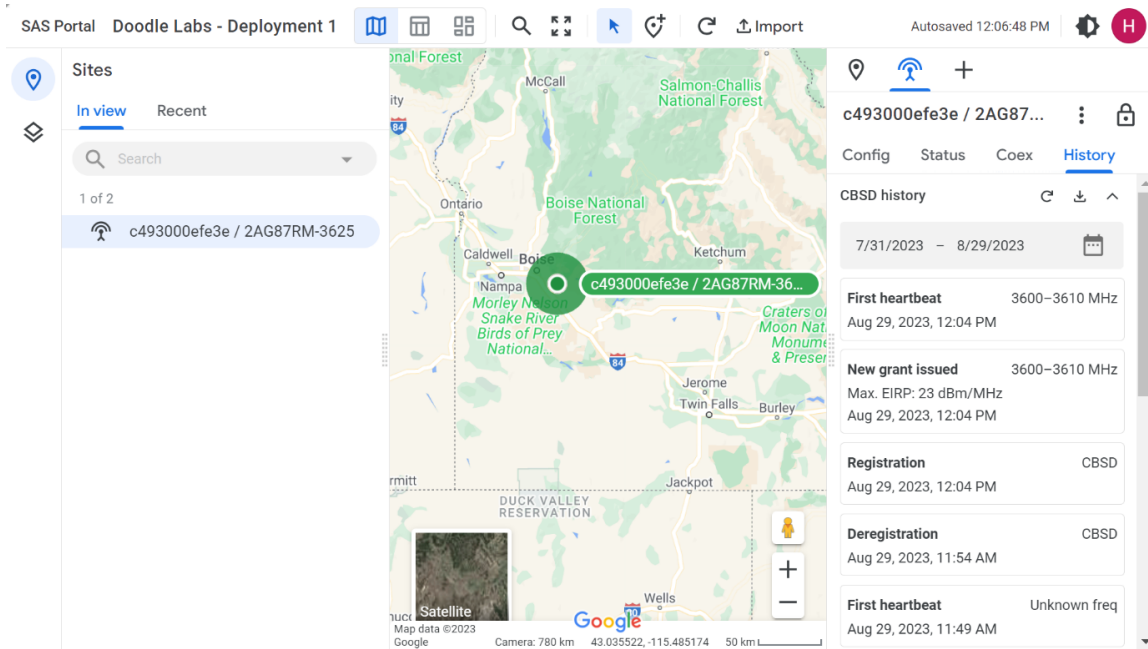 SAS Portal Doodle Labs - Deployment 1
Import
Autosaved 12:06:48 PM
H
Sites
In view Recent
Search
1 of 2
c493000efe3e / 2AG87RM-3625
onal Forest
McCall
Salmon-Challis
National Forest
ity
84
Ontario
Boise National
Forest
Caldwell
Boise
Ketchum
Nampa
c493000efe3e / 2AG87RM-36...
Morley Nelson
Snake River
Birds of Prey
National...
Craters of
Moon Nat
Monume
& Preser
84
Jerome
Twin Falls
Burley
rmitt
Jackpot
DUCK VALLEY
RESERVATION
Wells
Satellite
Google
Map data ©2023
Google
Camera: 780 km 43.035522, -115.485174 50 km
c493000efe3e / 2AG87...
Config Status Coex History
CBSD history
7/31/2023 – 8/29/2023
First heartbeat 3600–3610 MHz
Aug 29, 2023, 12:04 PM
New grant issued 3600–3610 MHz
Max. EIRP: 23 dBm/MHz
Aug 29, 2023, 12:04 PM
Registration CBSD
Aug 29, 2023, 12:04 PM
Deregistration CBSD
Aug 29, 2023, 11:54 AM
First heartbeat Unknown freq
Aug 29, 2023, 11:49 AM